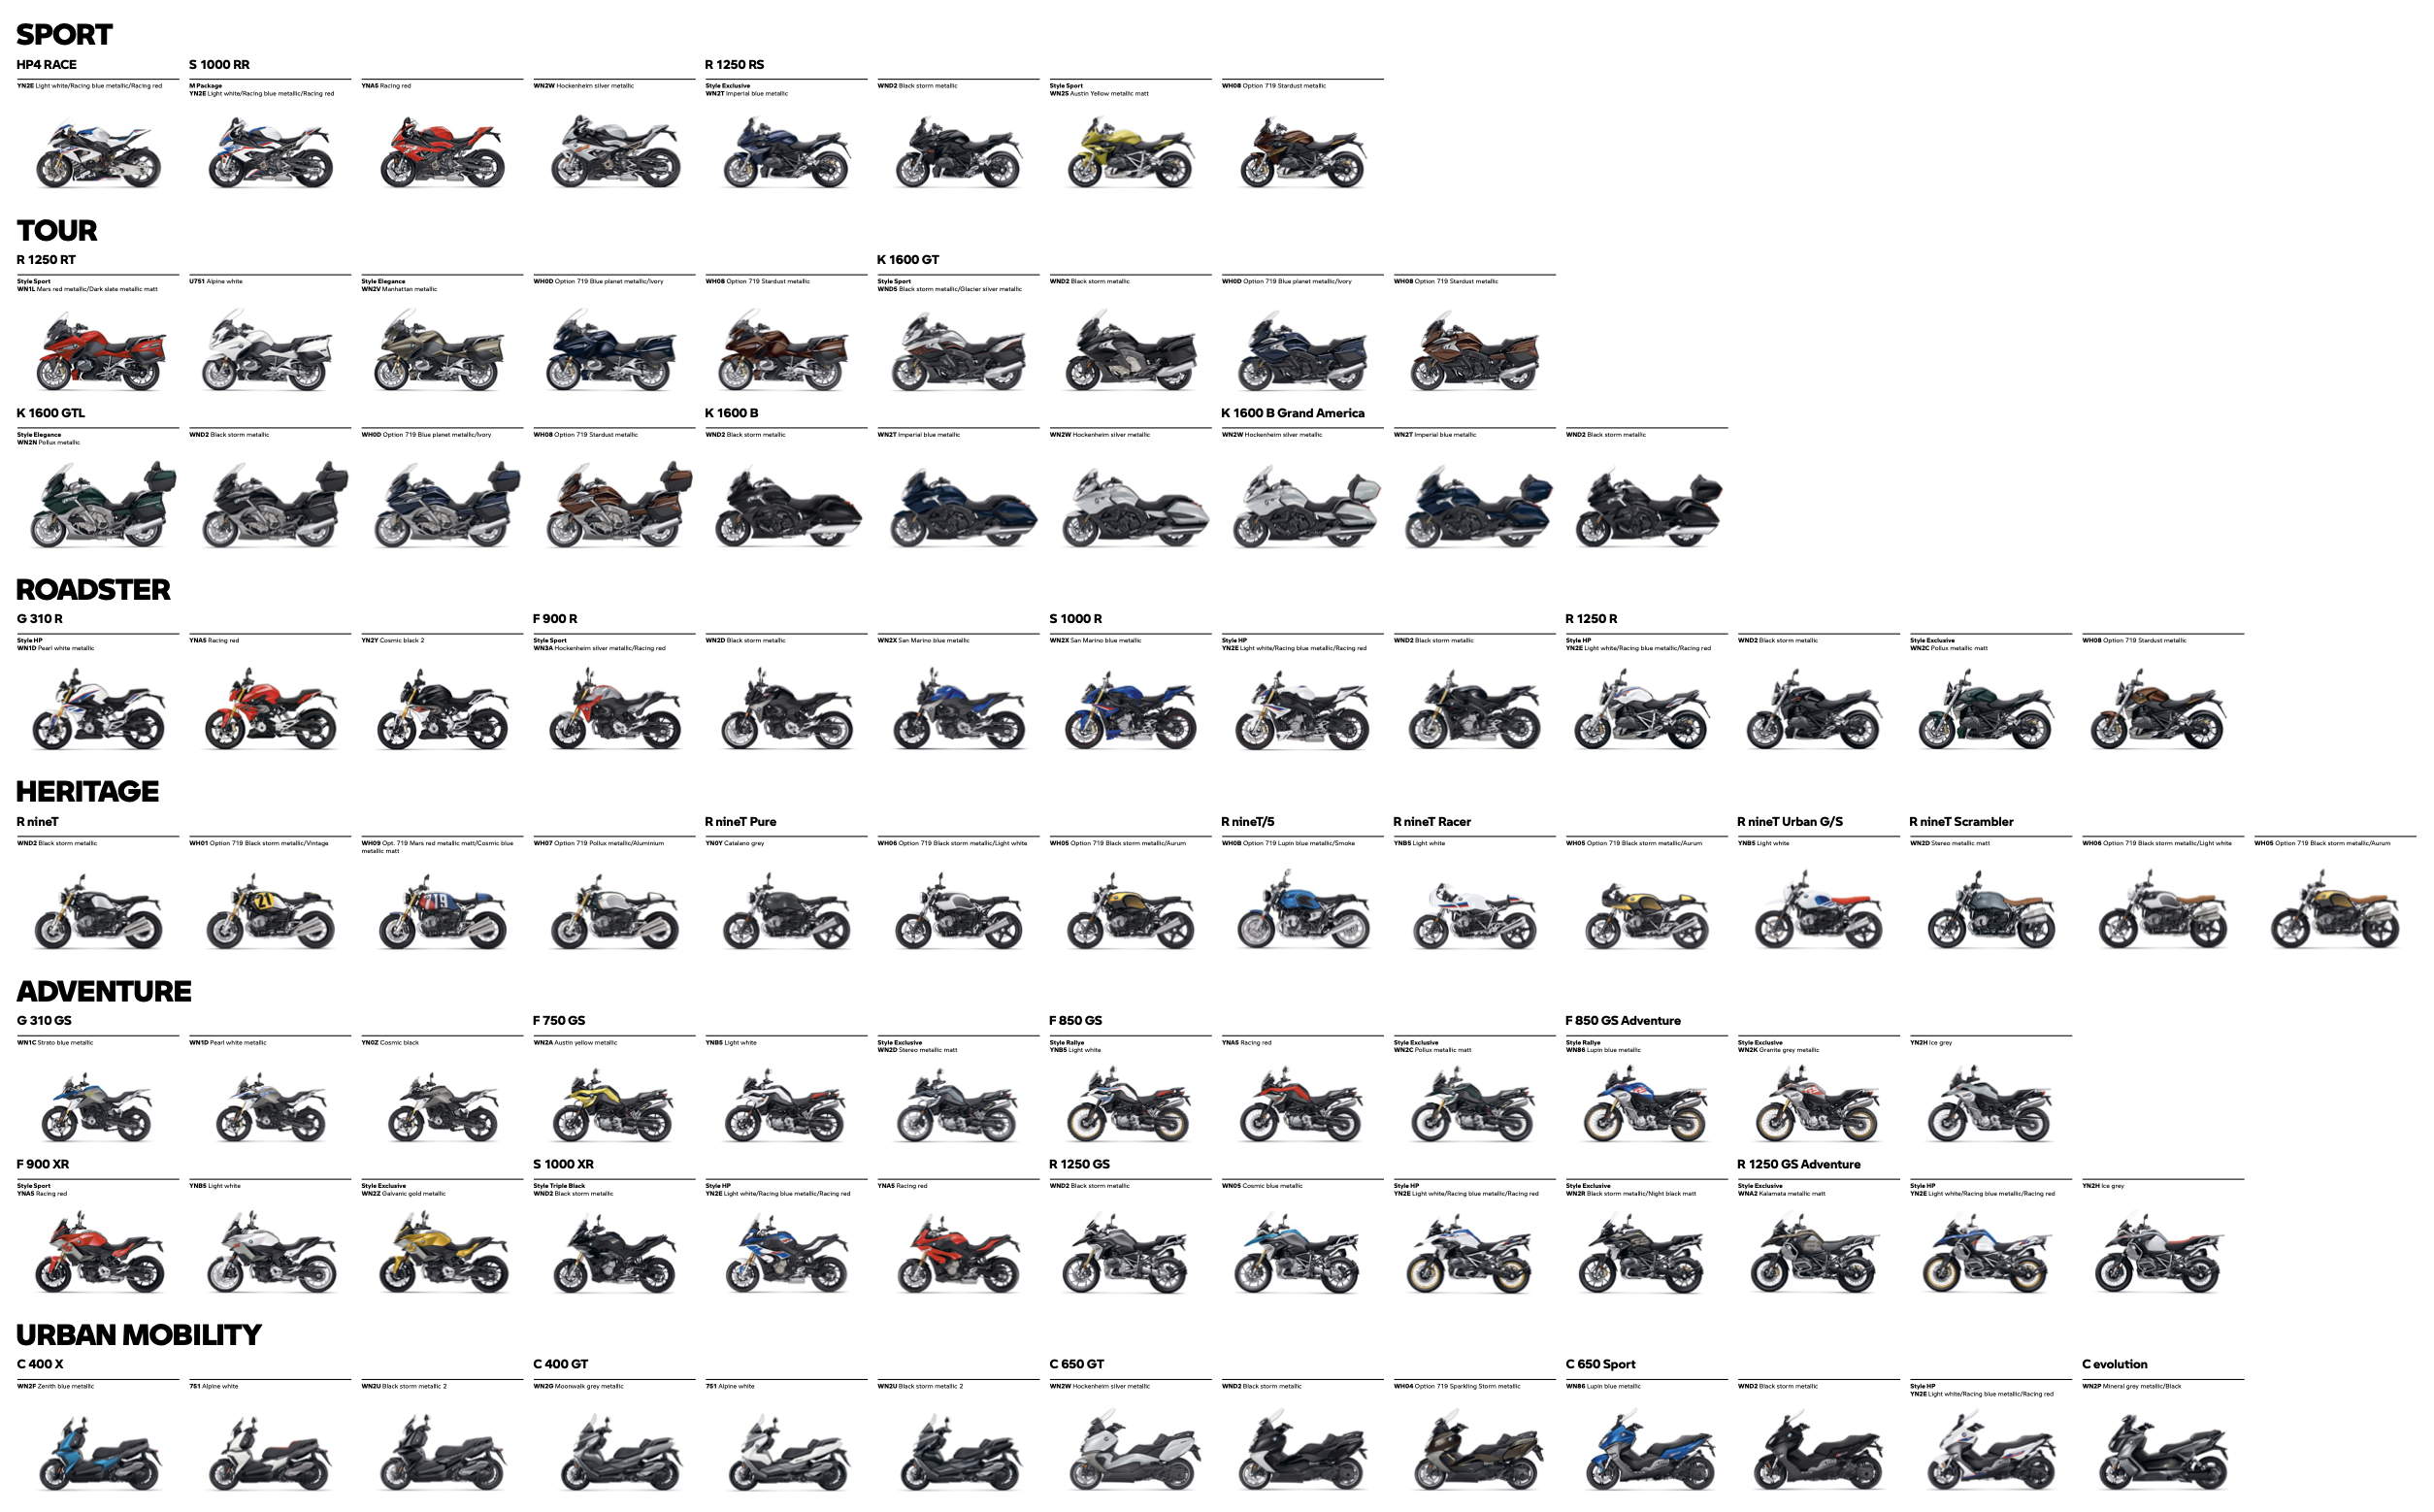 SPORT
HP4 RACE
S 1000 RR
R 1250 RS
YN2E Light white/Racing blue metallic/Racing red
M Package
YN2E Light white/Racing blue metallic/Racing red
YNA5 Racing red
WN2W Hockenheim silver metallic
Style Exclusive
WN2T Imperial blue metallic
WND2 Black storm metallic
Style Sport
WN2S Austin Yellow metallic matt
WH08 Option 719 Stardust metallic
TOUR
R 1250 RT
K 1600 GT
Style Sport
WN1L Mars red metallic/Dark slate metallic matt
U751 Alpine white
Style Elegance
WN2V Manhattan metallic
WH0D Option 719 Blue planet metallic/Ivory
WH08 Option 719 Stardust metallic
Style Sport
WND5 Black storm metallic/Glacier silver metallic
WND2 Black storm metallic
WH0D Option 719 Blue planet metallic/Ivory
WH08 Option 719 Stardust metallic
K 1600 GTL
K 1600 B
K 1600 B Grand America
Style Elegance
WN2N Pollux metallic
WND2 Black storm metallic
WH0D Option 719 Blue planet metallic/Ivory
WH08 Option 719 Stardust metallic
WND2 Black storm metallic
WN2T Imperial blue metallic
WN2W Hockenheim silver metallic
WN2W Hockenheim silver metallic
WN2T Imperial blue metallic
WND2 Black storm metallic
ROADSTER
G 310 R
F 900 R
S 1000 R
R 1250 R
Style HP
WN1D Pearl white metallic
YNA5 Racing red
YN2Y Cosmic black 2
Style Sport
WN3A Hockenheim silver metallic/Racing red
WN2D Black storm metallic
WN2X San Marino blue metallic
WN2X San Marino blue metallic
Style HP
YN2E Light white/Racing blue metallic/Racing red
WND2 Black storm metallic
Style HP
YN2E Light white/Racing blue metallic/Racing red
WND2 Black storm metallic
Style Exclusive
WN2C Pollux metallic matt
WH08 Option 719 Stardust metallic
HERITAGE
R nineT
R nineT Pure
R nineT/5
R nineT Racer
R nineT Urban G/S
R nineT Scrambler
WND2 Black storm metallic
WH01 Option 719 Black storm metallic/Vintage
WH09 Opt. 719 Mars red metallic matt/Cosmic blue
metallic matt
WH07 Option 719 Pollux metallic/Aluminium
YN0Y Catalano grey
WH06 Option 719 Black storm metallic/Light white
WH05 Option 719 Black storm metallic/Aurum
WH0B Option 719 Lupin blue metallic/Smoke
YNB5 Light white
WH05 Option 719 Black storm metallic/Aurum
YNB5 Light white
WN2D Stereo metallic matt
WH06 Option 719 Black storm metallic/Light white
WH05 Option 719 Black storm metallic/Aurum
21
719
ADVENTURE
G 310 GS
F 750 GS
F 850 GS
F 850 GS Adventure
WN1C Strato blue metallic
WN1D Pearl white metallic
YN0Z Cosmic black
WN2A Austin yellow metallic
YNB5 Light white
Style Exclusive
WN2D Stereo metallic matt
Style Rallye
YNB5 Light white
YNA5 Racing red
Style Exclusive
WN2C Pollux metallic matt
Style Rallye
WN86 Lupin blue metallic
Style Exclusive
WN2K Granite grey metallic
YN2H Ice grey
F 900 XR
S 1000 XR
R 1250 GS
R 1250 GS Adventure
Style Sport
YNA5 Racing red
YNB5 Light white
Style Exclusive
WN2Z Galvanic gold metallic
Style Triple Black
WND2 Black storm metallic
Style HP
YN2E Light white/Racing blue metallic/Racing red
YNA5 Racing red
WND2 Black storm metallic
WN05 Cosmic blue metallic
Style HP
YN2E Light white/Racing blue metallic/Racing red
Style Exclusive
WN2R Black storm metallic/Night black matt
Style Exclusive
WNA2 Kalamata metallic matt
Style HP
YN2E Light white/Racing blue metallic/Racing red
YN2H Ice grey
URBAN MOBILITY
C 400 X
C 400 GT
C 650 GT
C 650 Sport
C evolution
WN2F Zenith blue metallic
751 Alpine white
WN2U Black storm metallic 2
WN2G Moonwalk grey metallic
751 Alpine white
WN2U Black storm metallic 2
WN2W Hockenheim silver metallic
WND2 Black storm metallic
WH04 Option 719 Sparkling Storm metallic
WN86 Lupin blue metallic
WND2 Black storm metallic
Style HP
YN2E Light white/Racing blue metallic/Racing red
WN2P Mineral grey metallic/Black